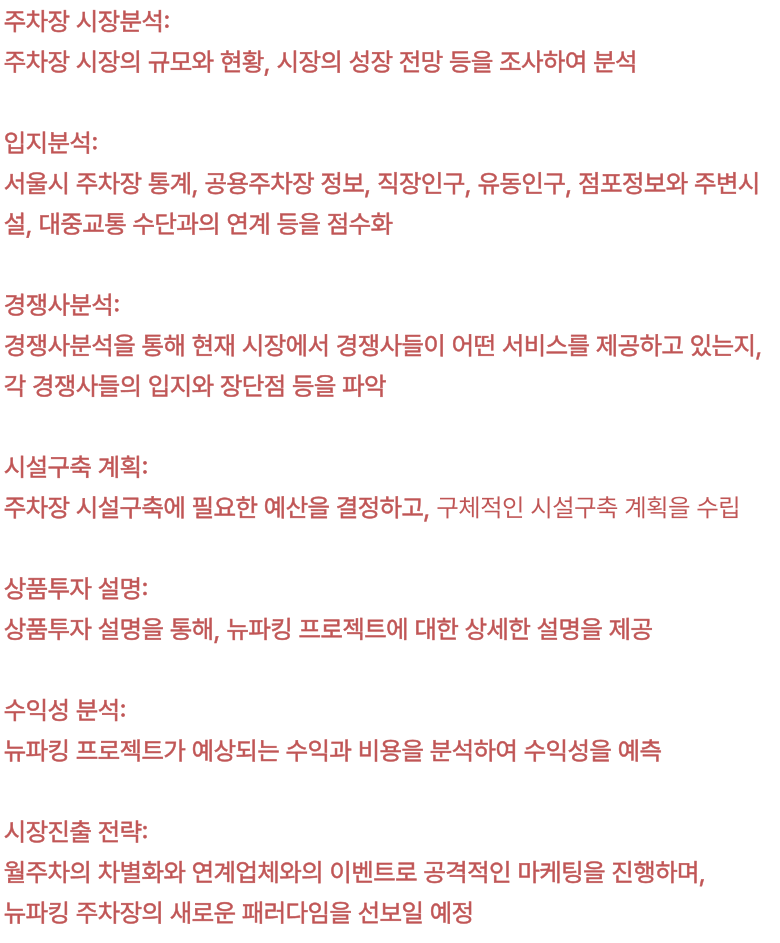 주차장 시장분석:
주차장 시장의 규모와 현황, 시장의 성장 전망 등을 조사하여 분석
입지분석:
서울시 주차장 통계, 공용주차장 정보, 직장인구, 유동인구, 점포정보와 주변시
설, 대중교통 수단과의 연계 등을 점수화
경쟁사분석:
경쟁사분석을 통해 현재 시장에서 경쟁사들이 어떤 서비스를 제공하고 있는지,
각 경쟁사들의 입지와 장단점 등을 파악
시설구축 계획:
주차장 시설구축에 필요한 예산을 결정하고, 구체적인 시설구축 계획을 수립
상품투자 설명:
상품투자 설명을 통해, 뉴파킹 프로젝트에 대한 상세한 설명을 제공
수익성 분석:
뉴파킹 프로젝트가 예상되는 수익과 비용을 분석하여 수익성을 예측
시장진출 전략:
월주차의 차별화와 연계업체와의 이벤트로 공격적인 마케팅을 진행하며,
뉴파킹 주차장의 새로운 패러다임을 선보일 예정